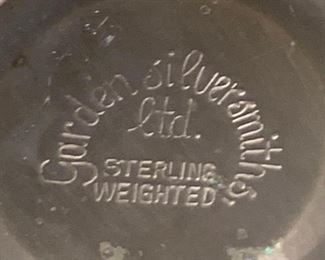 Garden silversmiths,
ltd.
STERLING
WEIGHTED